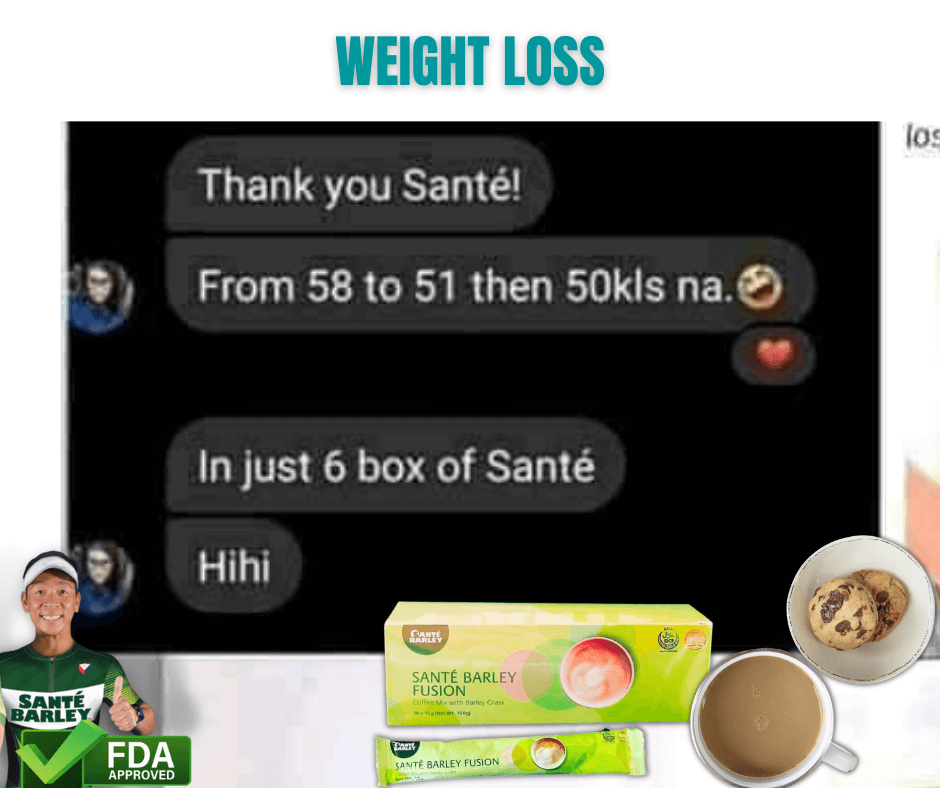 WEIGHT LOSS
los
Thank you Santé!
From 58 to 51 then 50kls na.
In just 6 box of Santé
Hihi
SANTÉ
BARLEY
SANTÉ BARLEY
FUSION
Coffee Mix with Barley Grass
SANTÉ
BARLEY
SANTÉ
BARLEY
SANTÉ BARLEY FUSION
FDA
APPROVED